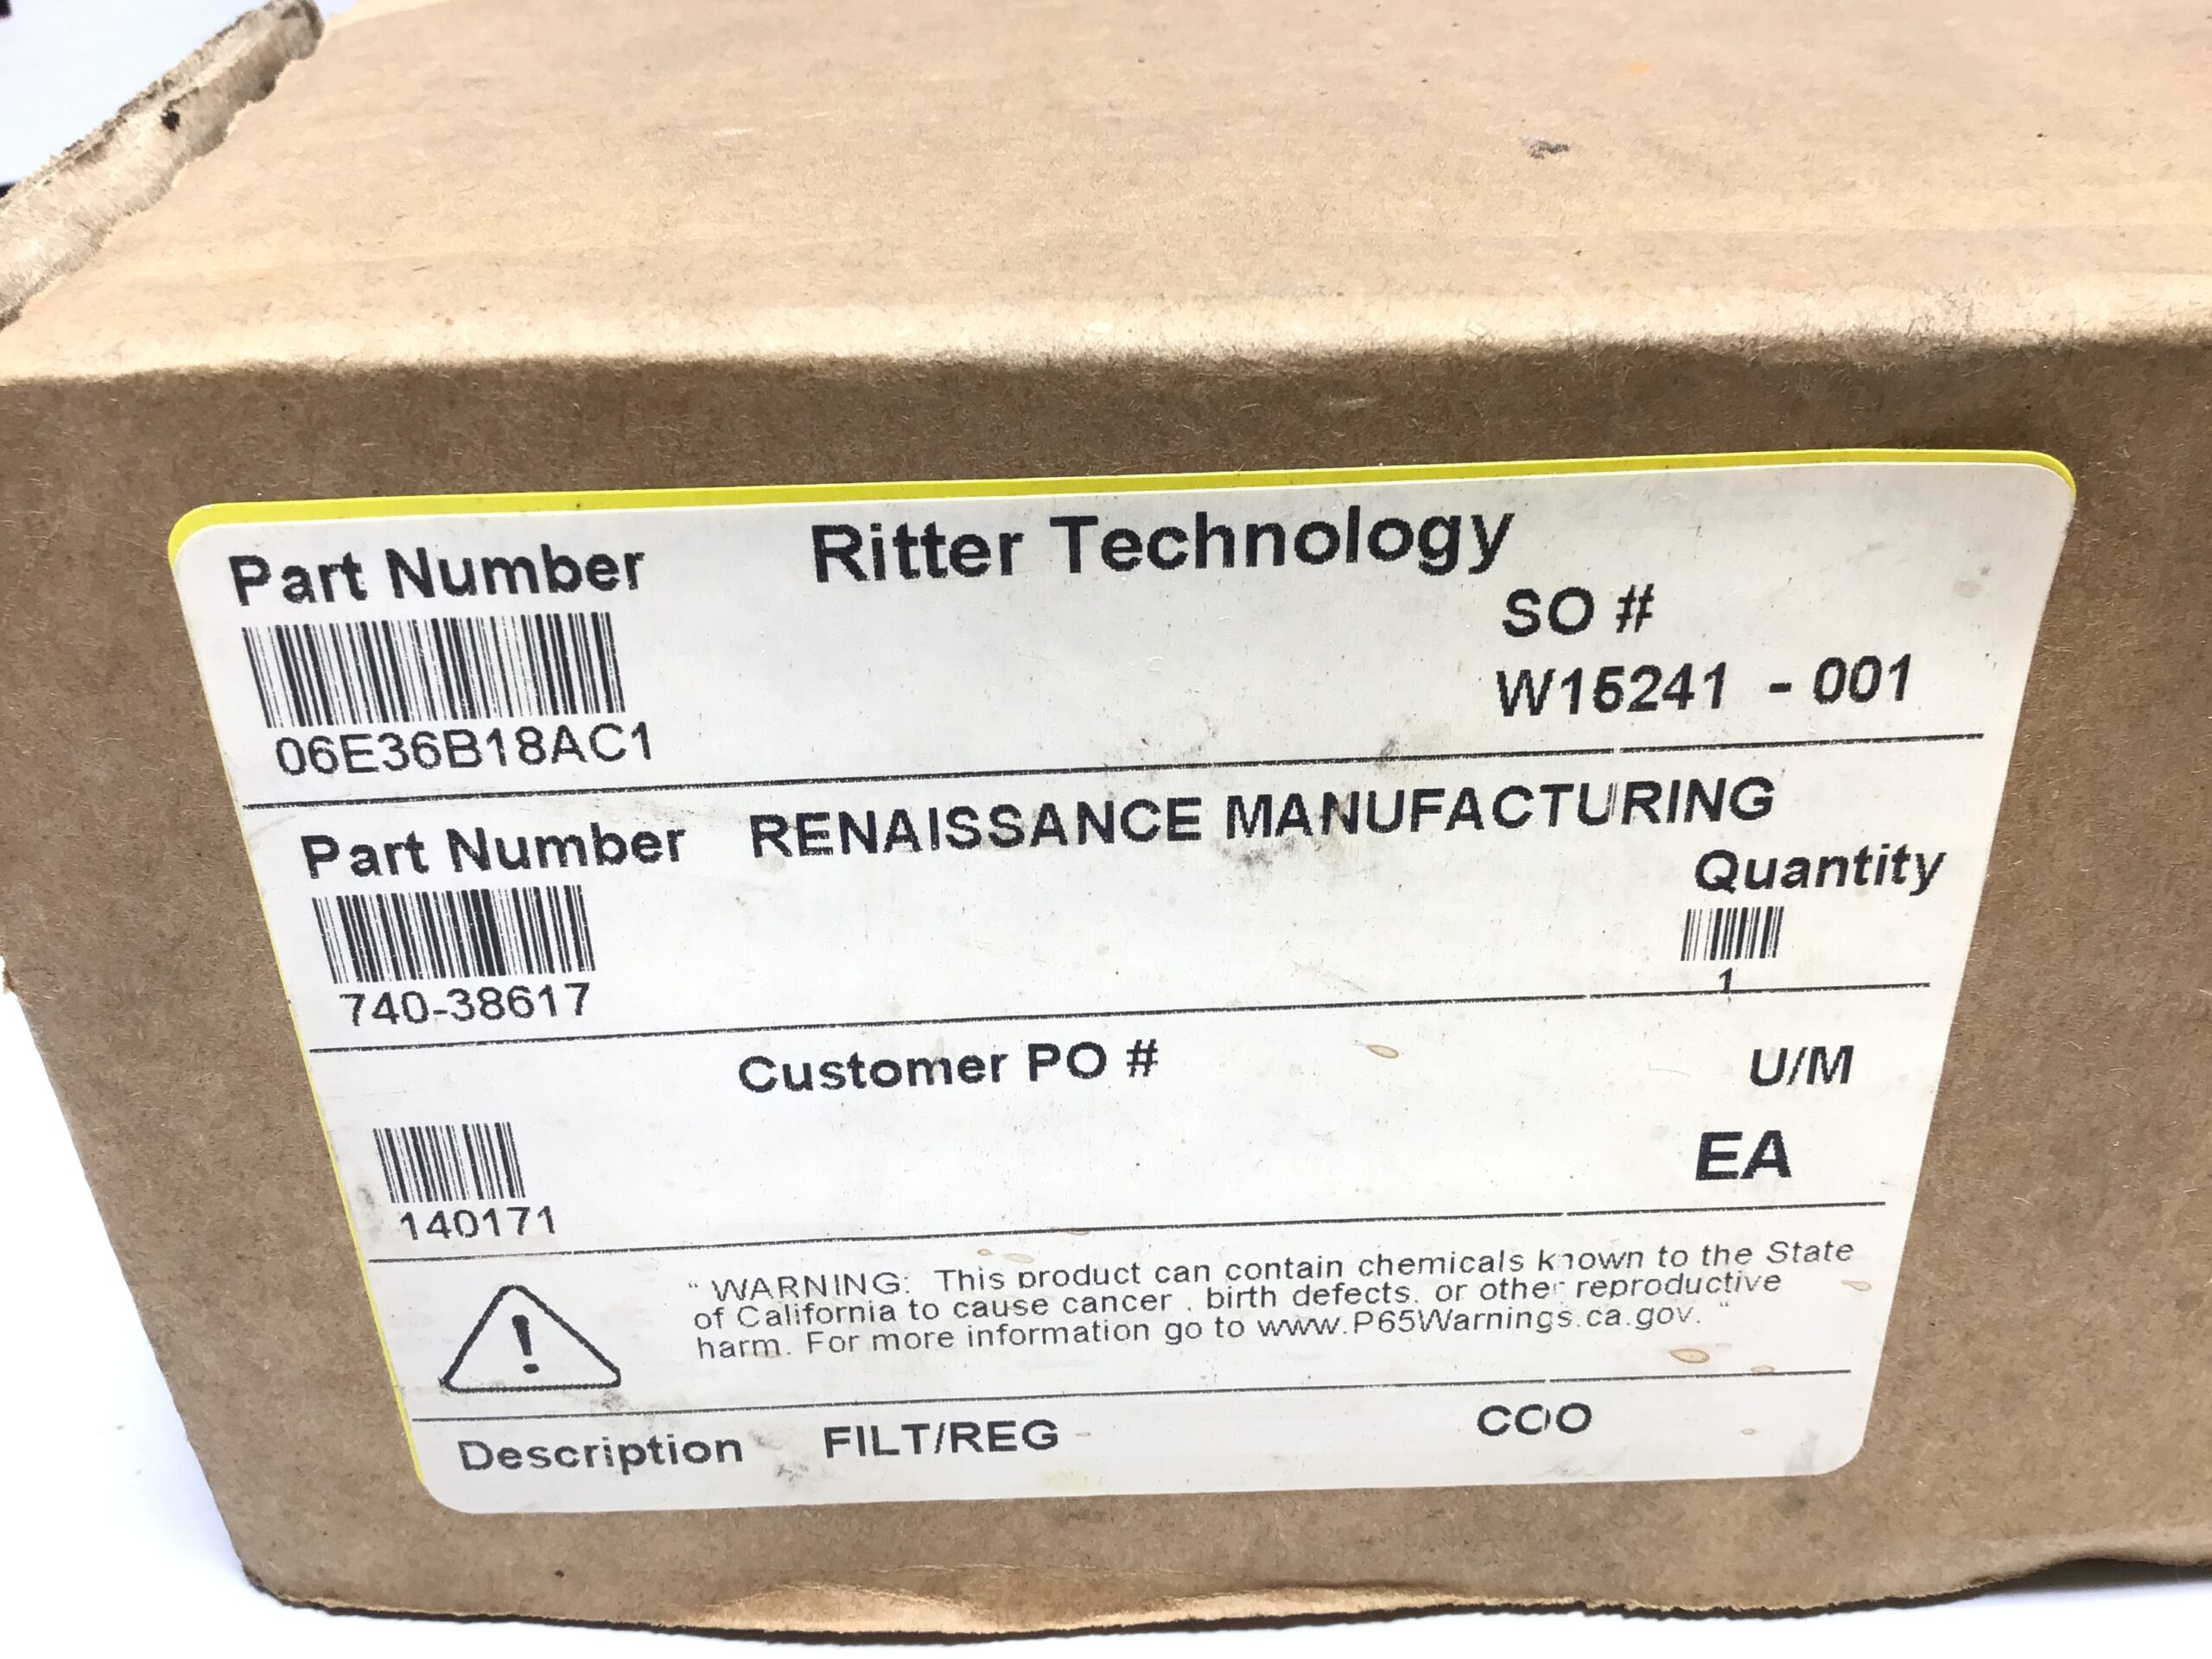 Part Number Ritter Technology
SO #
W15241 - 001
06E36B18AC1
Part Number RENAISSANCE MANUFACTURING
Quantity
1
740-38617
Customer PO # U/M
EA
140171
" WARNING: This product can contain chemicals known to the State
of California to cause cancer , birth defects, or other reproductive
harm. For more information go to www.P65Warnings.ca.gov. "
!
Description FILT/REG COO